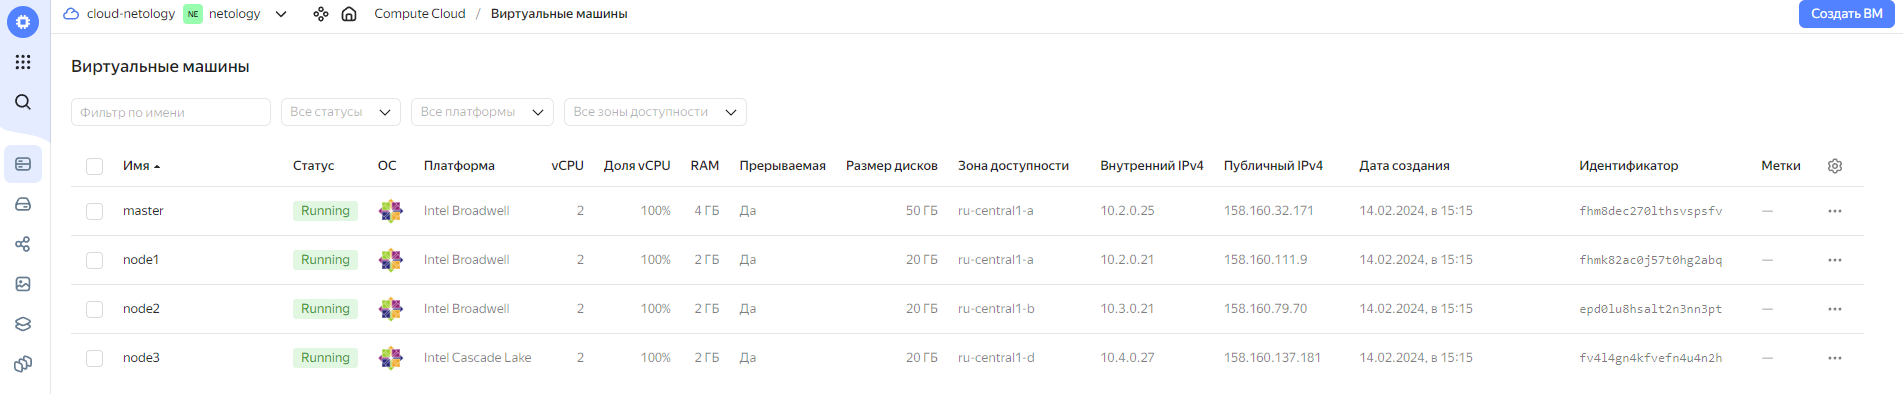 cloud-netology NE netology Compute Cloud / Виртуальные машины Создать ВМ
Виртуальные машины
Фильтр по имени Все статусы Все платформы Все зоны доступности
Имя Статус ОС Платформа vCPU Доля vCPU RAM Прерываемая Размер дисков Зона доступности Внутренний IPv4 Публичный IPv4 Дата создания Идентификатор Метки
master Running Intel Broadwell 2 100% 4 ГБ Да 50 ГБ ru-central1-a 10.2.0.25 158.160.32.171 14.02.2024, в 15:15 fhm8dec270lthsvspsfv —
node1 Running Intel Broadwell 2 100% 2 ГБ Да 20 ГБ ru-central1-a 10.2.0.21 158.160.111.9 14.02.2024, в 15:15 fhmk82ac0j57t0hg2abq —
node2 Running Intel Broadwell 2 100% 2 ГБ Да 20 ГБ ru-central1-b 10.3.0.21 158.160.79.70 14.02.2024, в 15:15 epd0lu8hsalt2n3nn3pt —
node3 Running Intel Cascade Lake 2 100% 2 ГБ Да 20 ГБ ru-central1-d 10.4.0.27 158.160.137.181 14.02.2024, в 15:15 fv4l4gn4kfvefn4u4n2h —